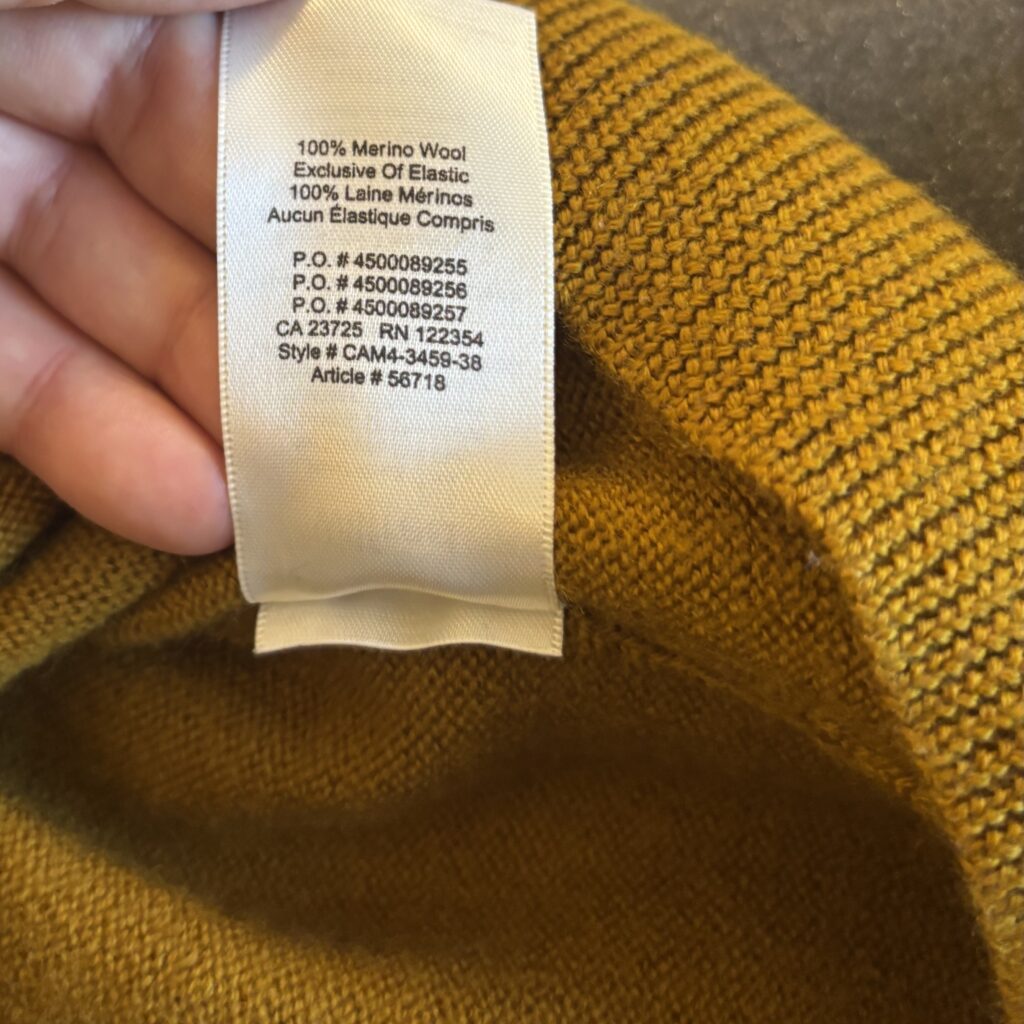 100% Merino Wool
Exclusive Of Elastic
100% Laine Mérinos
Aucun Élastique Compris
P.O. # 4500089255
P.O. # 4500089256
P.O. # 4500089257
CA 23725 RN 122354
Style # CAM4-3459-38
Article # 56718